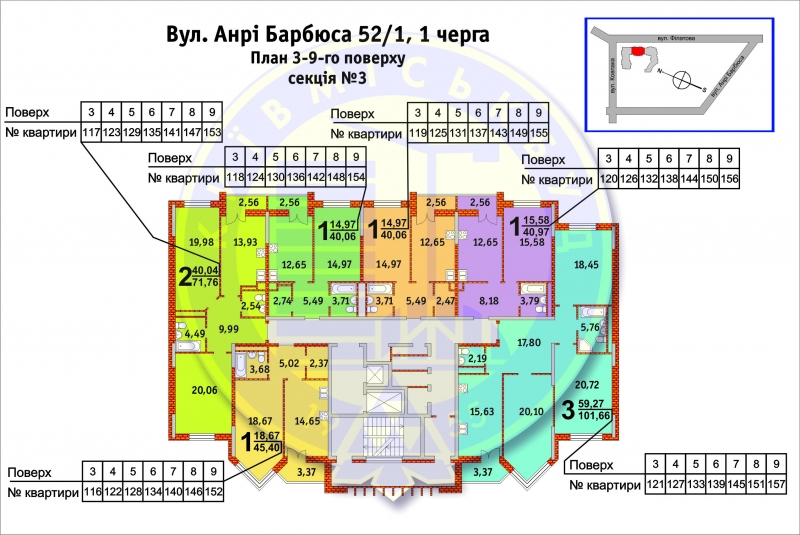 Вул. Анрі Барбюса 52/1, 1 черга
План 3-9-го поверху
секція №3
вул. Філатова
вул. Ковпака
вул. Анрі Барбюса
N
S
Поверх 3 4 5 6 7 8 9
№ квартири 117 123 129 135 141 147 153
Поверх 3 4 5 6 7 8 9
№ квартири 119 125 131 137 143 149 155
Поверх 3 4 5 6 7 8 9
№ квартири 118 124 130 136 142 148 154
Поверх 3 4 5 6 7 8 9
№ квартири 120 126 132 138 144 150 156
КИЇВМІСЬКБУД
2,56 2,56 2,56 2,56
19,98 13,93
2 40,04
71,76
2,54
4,49 9,99
20,06
1 14,97
40,06
12,65 14,97
2,74 5,49 3,71
1 14,97
40,06
12,65
14,97
3,71 5,49 2,47
1 15,58
40,97
12,65 15,58
8,18 3,79
18,45
5,76
17,80
2,19
20,72
15,63 20,10
3 59,27
101,66
3,37
3,68 5,02 2,37
18,67 14,65
1 18,67
45,40
3,37
Поверх 3 4 5 6 7 8 9
№ квартири 116 122 128 134 140 146 152
Поверх 3 4 5 6 7 8 9
№ квартири 121 127 133 139 145 151 157